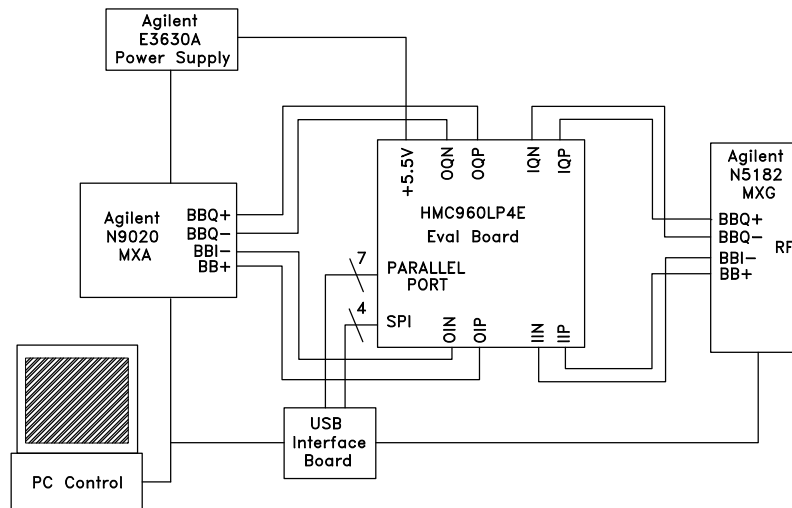 Agilent
E3630A
Power Supply
+5.5V
OQN
OQP
IQN
IQP
Agilent
N9020
MXA
BBQ+
BBQ−
BBI−
BB+
HMC960LP4E
Eval Board
7
PARALLEL
PORT
4
SPI
OIN
OIP
IIN
IIP
Agilent
N5182
MXG
BBQ+
BBQ−
BBI−
BB+
RF
USB
Interface
Board
PC Control